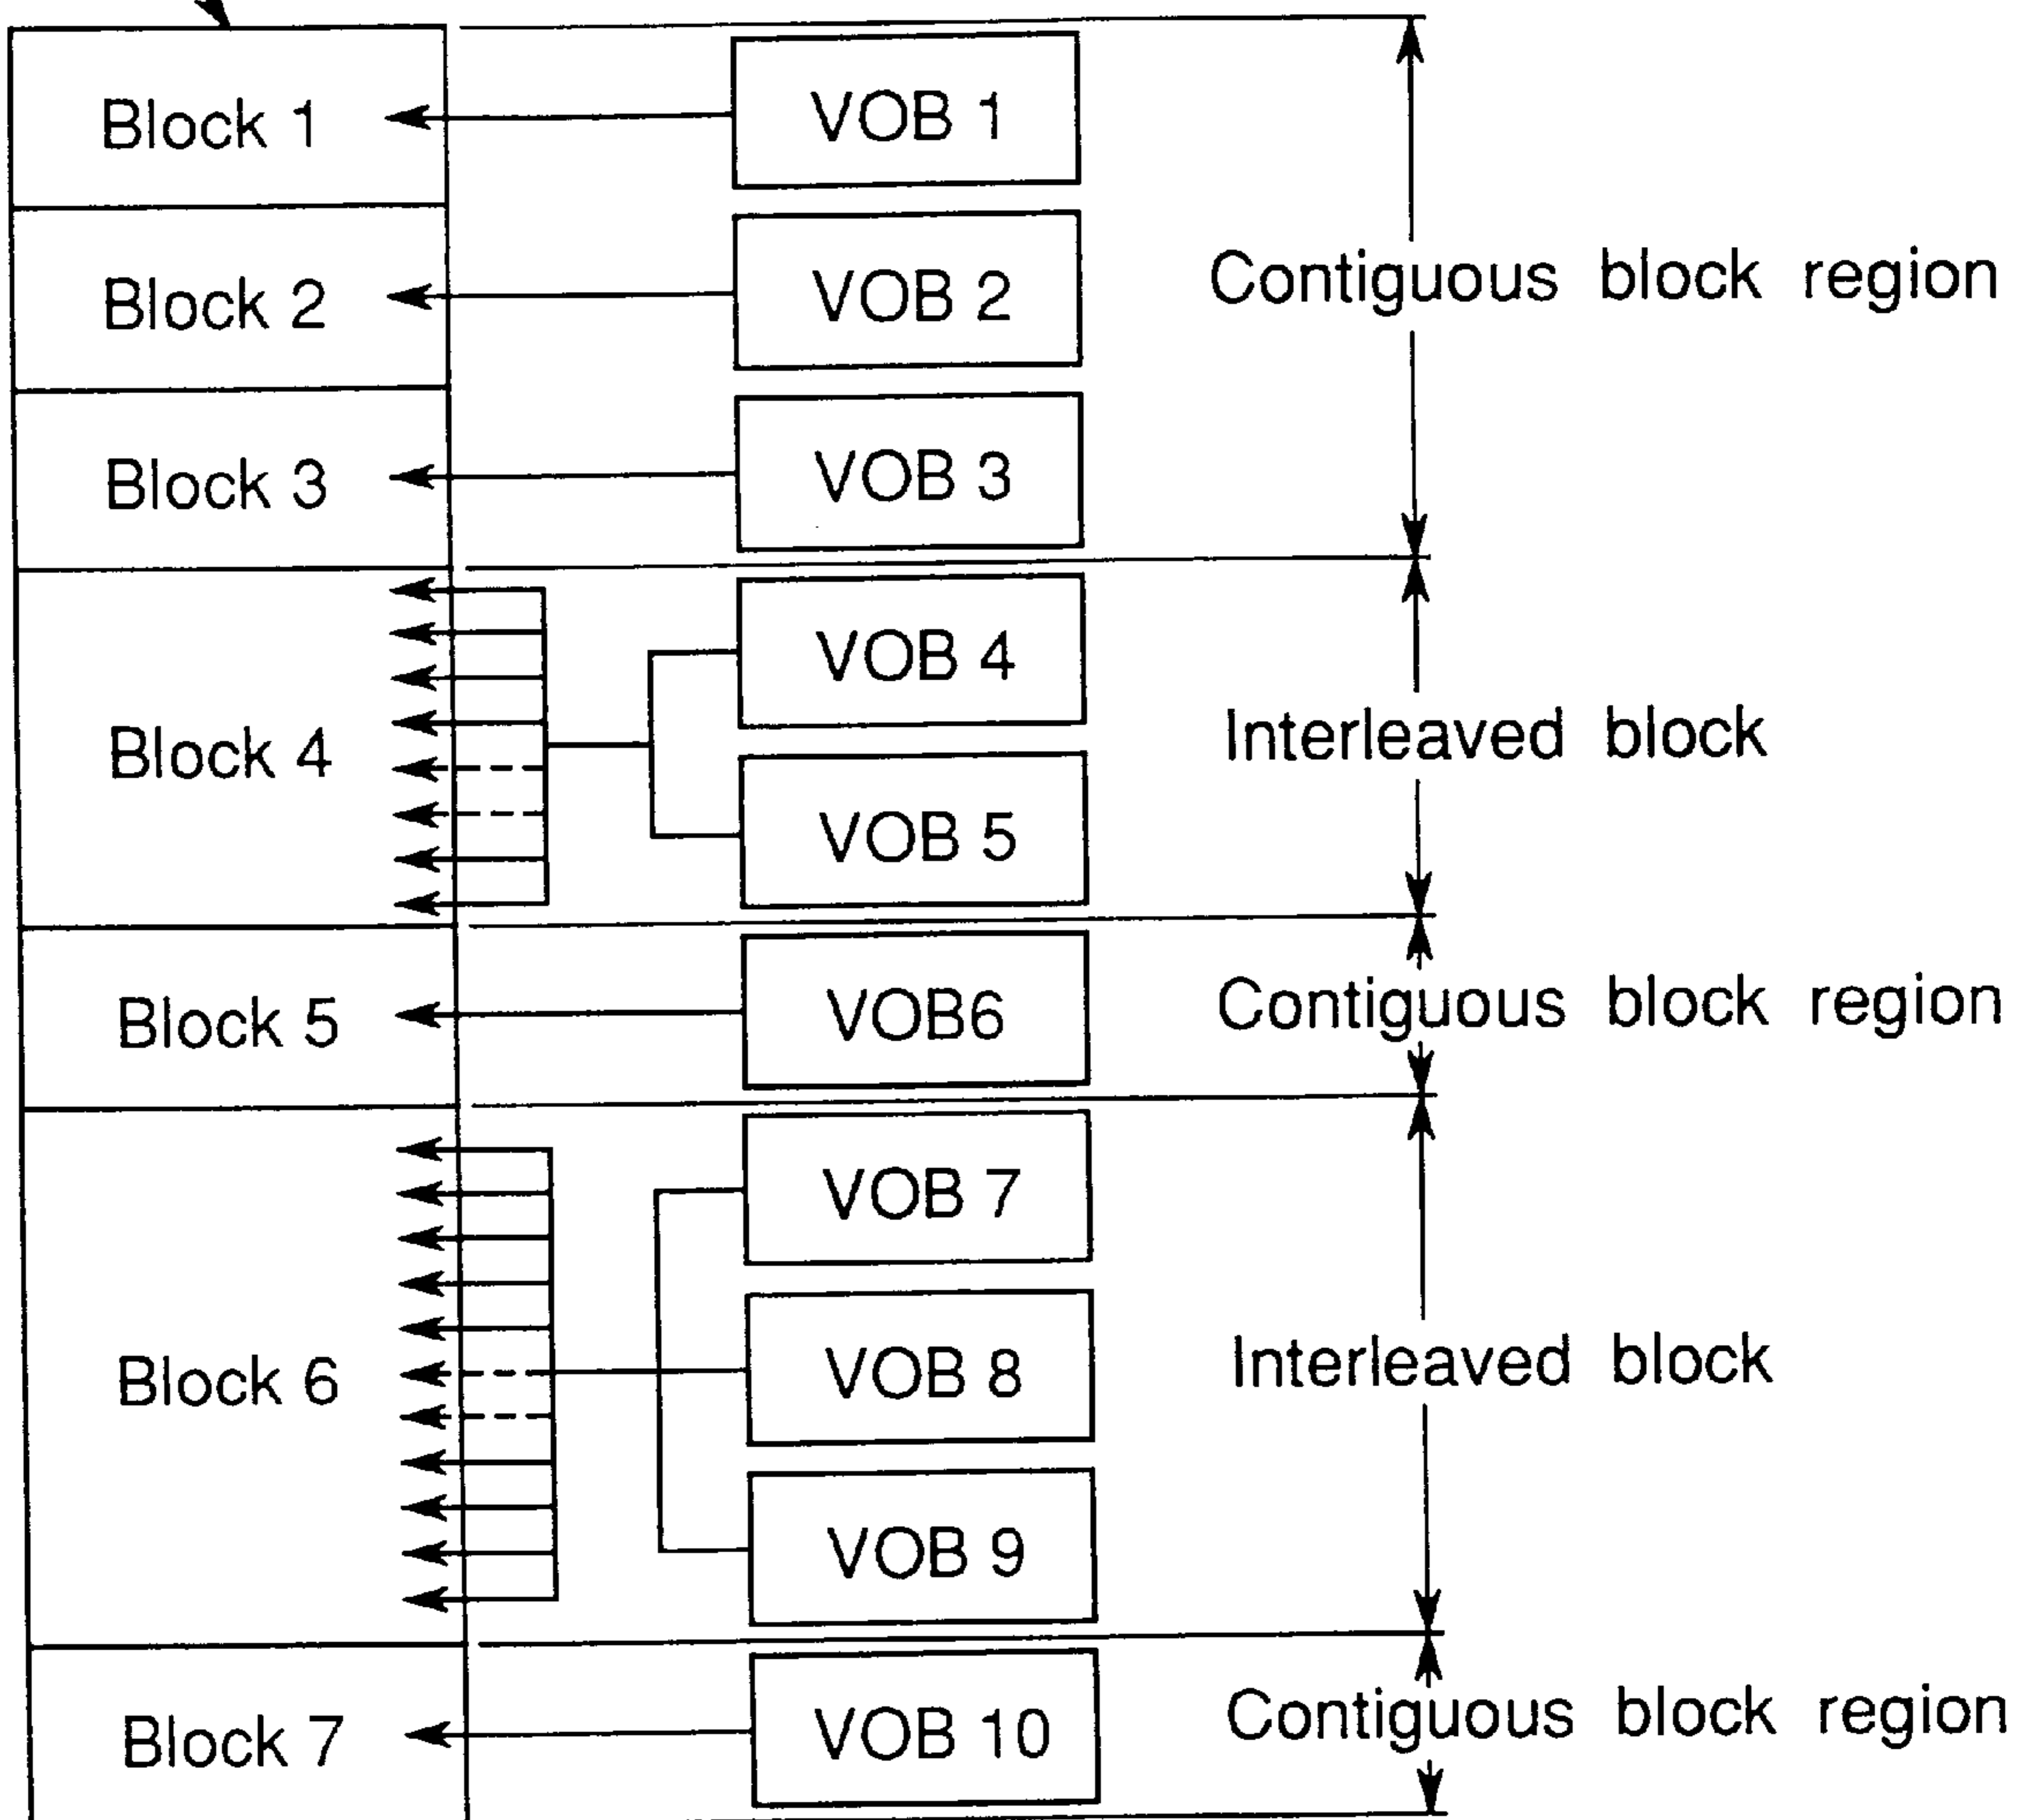 Block 1
VOB 1
Block 2
VOB 2
Contiguous block region
Block 3
VOB 3
VOB 4
Block 4
Interleaved block
VOB 5
Block 5
VOB6
Contiguous block region
VOB 7
Block 6
VOB 8
Interleaved block
VOB 9
Block 7
VOB 10
Contiguous block region